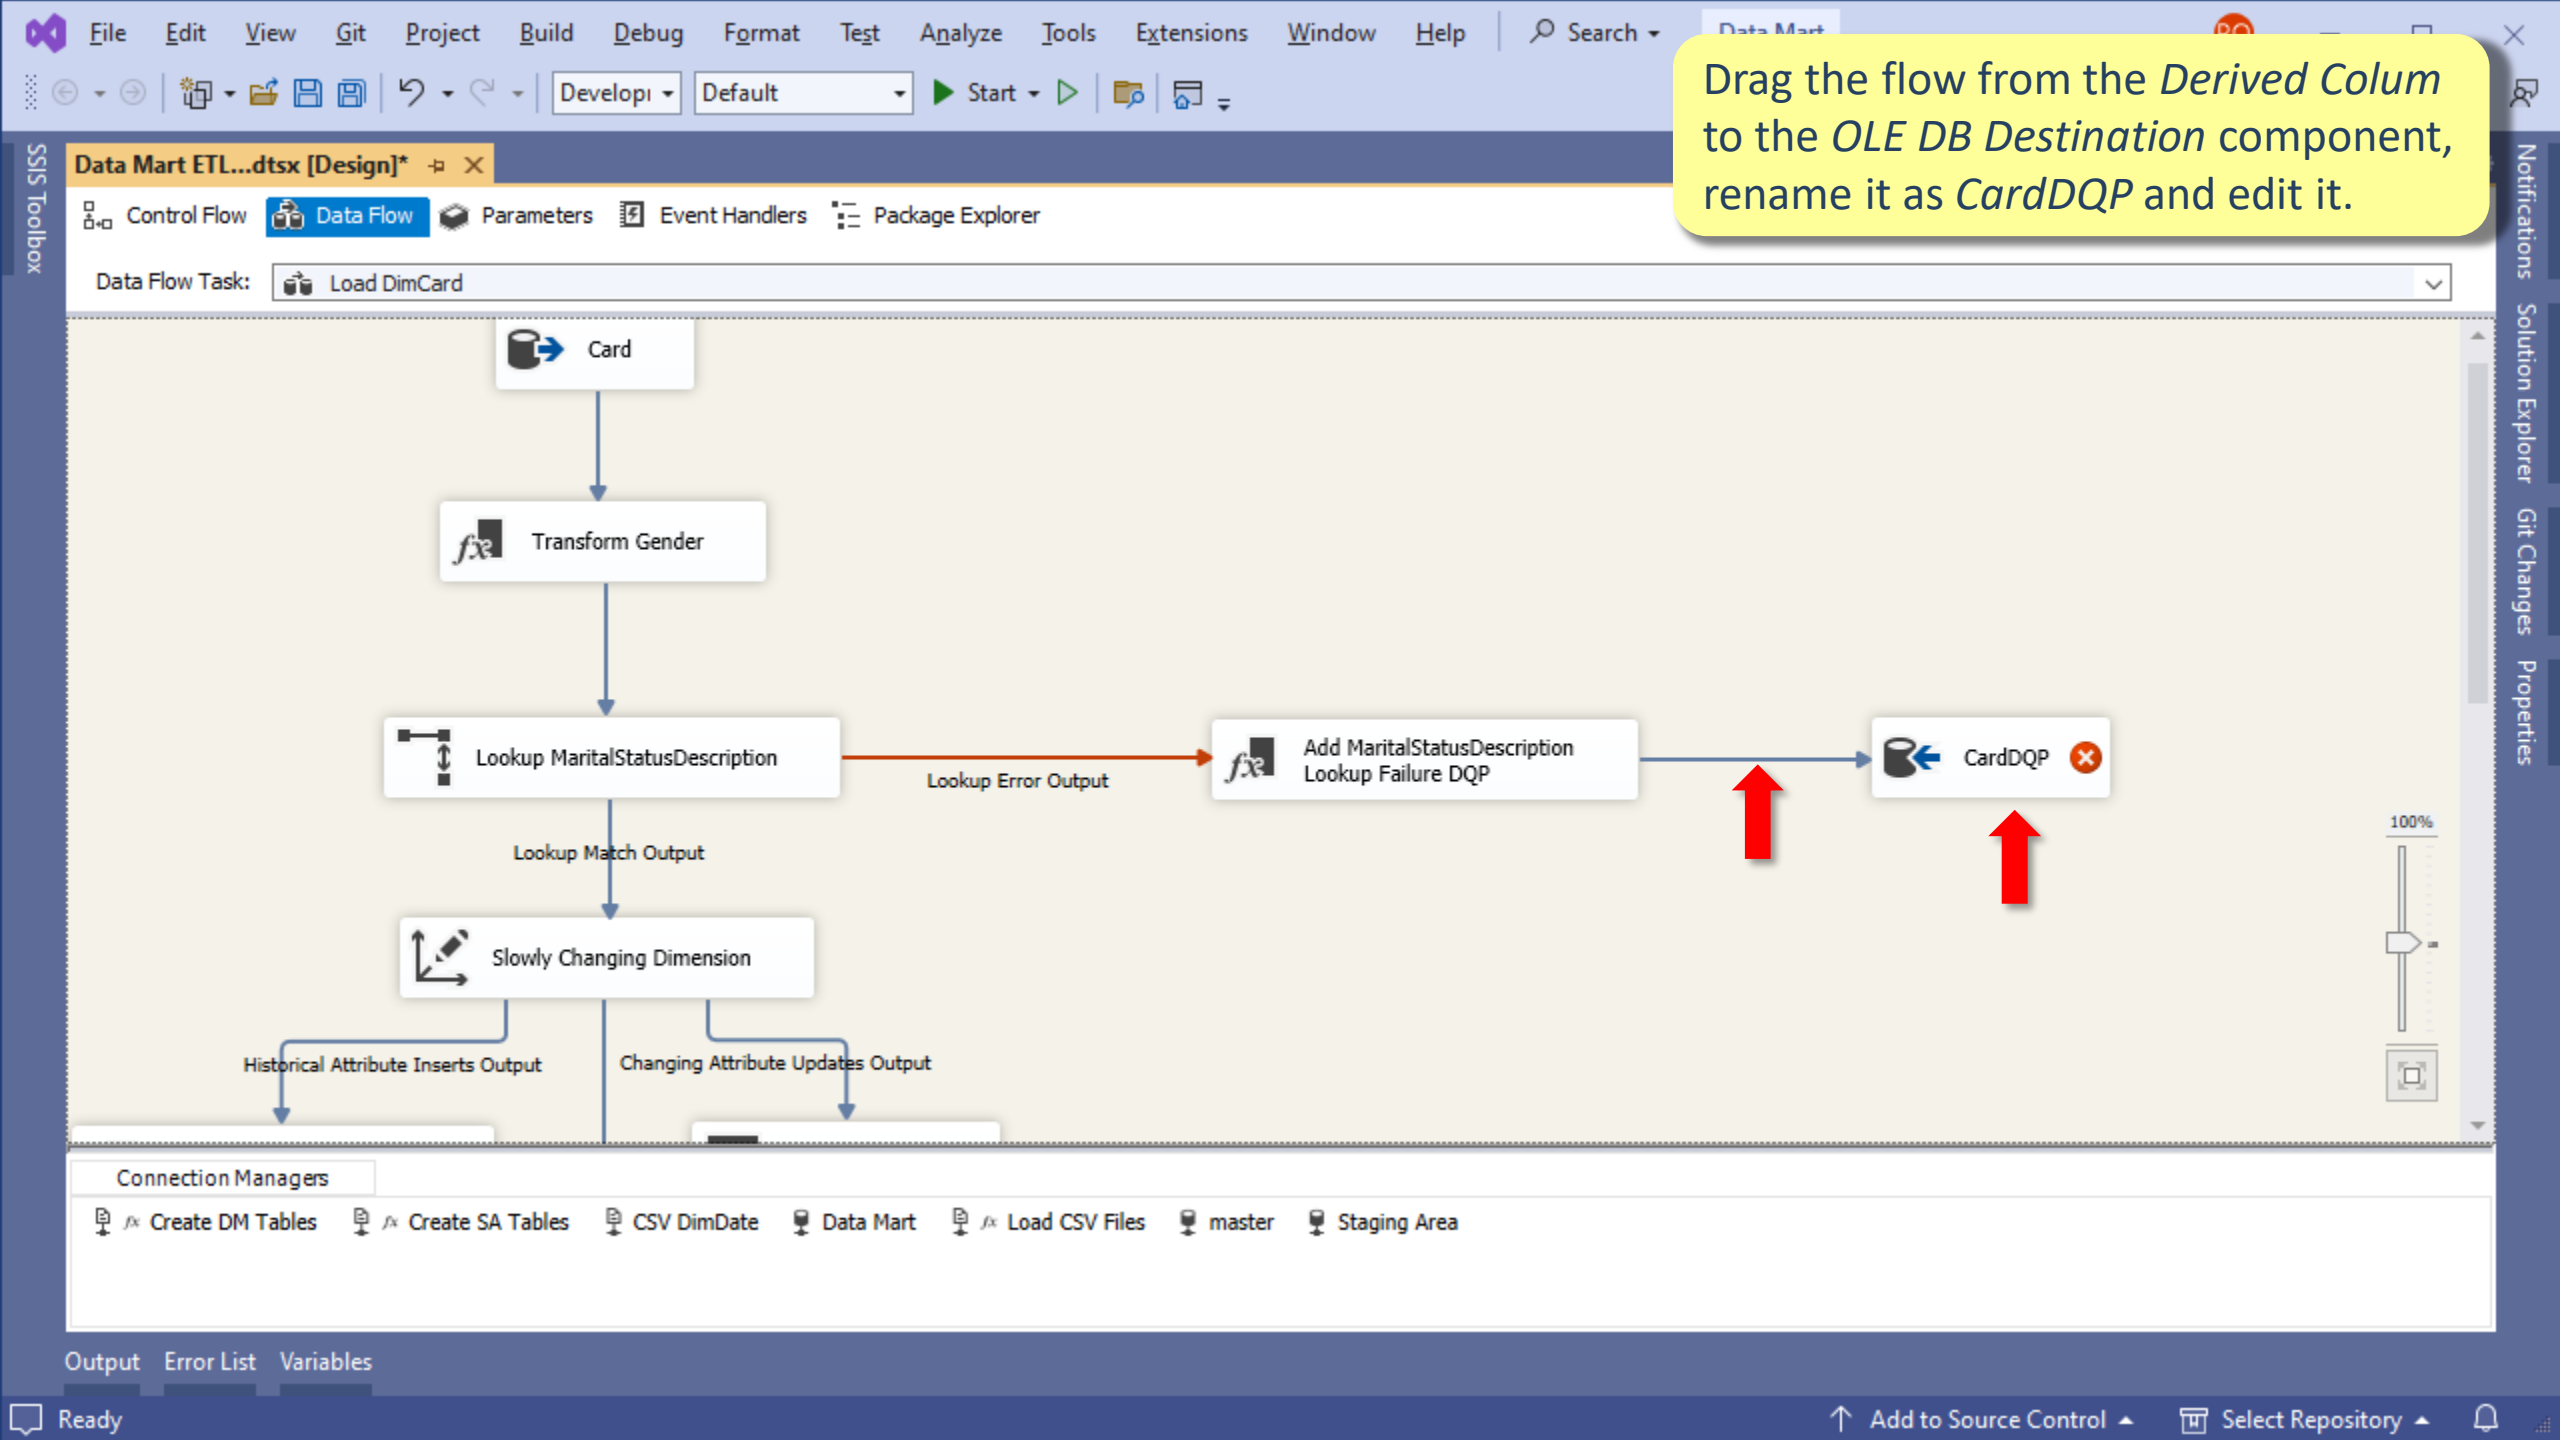 File Edit View Git Project Build Debug Format Test Analyze Tools Extensions Window Help Search Data Mart
Develop Default Start
Drag the flow from the Derived Colum
to the OLE DB Destination component,
rename it as CardDQP and edit it.
SSIS Toolbox
Data Mart ETL...dtsx [Design]*
Control Flow Data Flow Parameters Event Handlers Package Explorer
Data Flow Task: Load DimCard
Card
Transform Gender
Lookup MaritalStatusDescription
Lookup Error Output
Add MaritalStatusDescription
Lookup Failure DQP
CardDQP
Lookup Match Output
100%
Slowly Changing Dimension
Historical Attribute Inserts Output
Changing Attribute Updates Output
Notifications
Solution Explorer
Git Changes
Properties
Connection Managers
fx Create DM Tables fx Create SA Tables CSV DimDate Data Mart fx Load CSV Files master Staging Area
Output Error List Variables
Ready Add to Source Control Select Repository